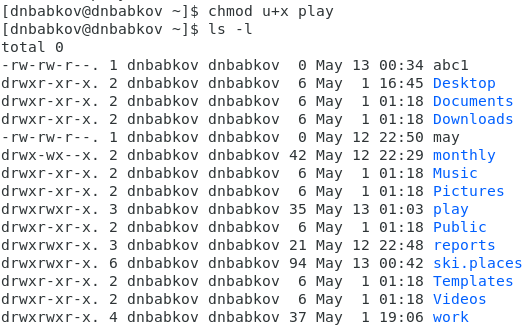 [dnbabkov@dnbabkov ~]$ chmod u+x play
[dnbabkov@dnbabkov ~]$ ls -l
total 0
-rw-rw-r--. 1 dnbabkov dnbabkov  0 May 13 00:34 abc1
drwxr-xr-x. 2 dnbabkov dnbabkov  6 May  1 16:45 Desktop
drwxr-xr-x. 2 dnbabkov dnbabkov  6 May  1 01:18 Documents
drwxr-xr-x. 2 dnbabkov dnbabkov  6 May  1 01:18 Downloads
-rw-rw-r--. 1 dnbabkov dnbabkov  0 May 12 22:50 may
drwx-wx--x. 2 dnbabkov dnbabkov 42 May 12 22:29 monthly
drwxr-xr-x. 2 dnbabkov dnbabkov  6 May  1 01:18 Music
drwxr-xr-x. 2 dnbabkov dnbabkov  6 May  1 01:18 Pictures
drwxrwxr-x. 3 dnbabkov dnbabkov 35 May 13 01:03 play
drwxr-xr-x. 2 dnbabkov dnbabkov  6 May  1 01:18 Public
drwxrwxr-x. 3 dnbabkov dnbabkov 21 May 12 22:48 reports
drwxrwxr-x. 6 dnbabkov dnbabkov 94 May 13 00:42 ski.places
drwxr-xr-x. 2 dnbabkov dnbabkov  6 May  1 01:18 Templates
drwxr-xr-x. 2 dnbabkov dnbabkov  6 May  1 01:18 Videos
drwxrwxr-x. 4 dnbabkov dnbabkov 37 May  1 19:06 work